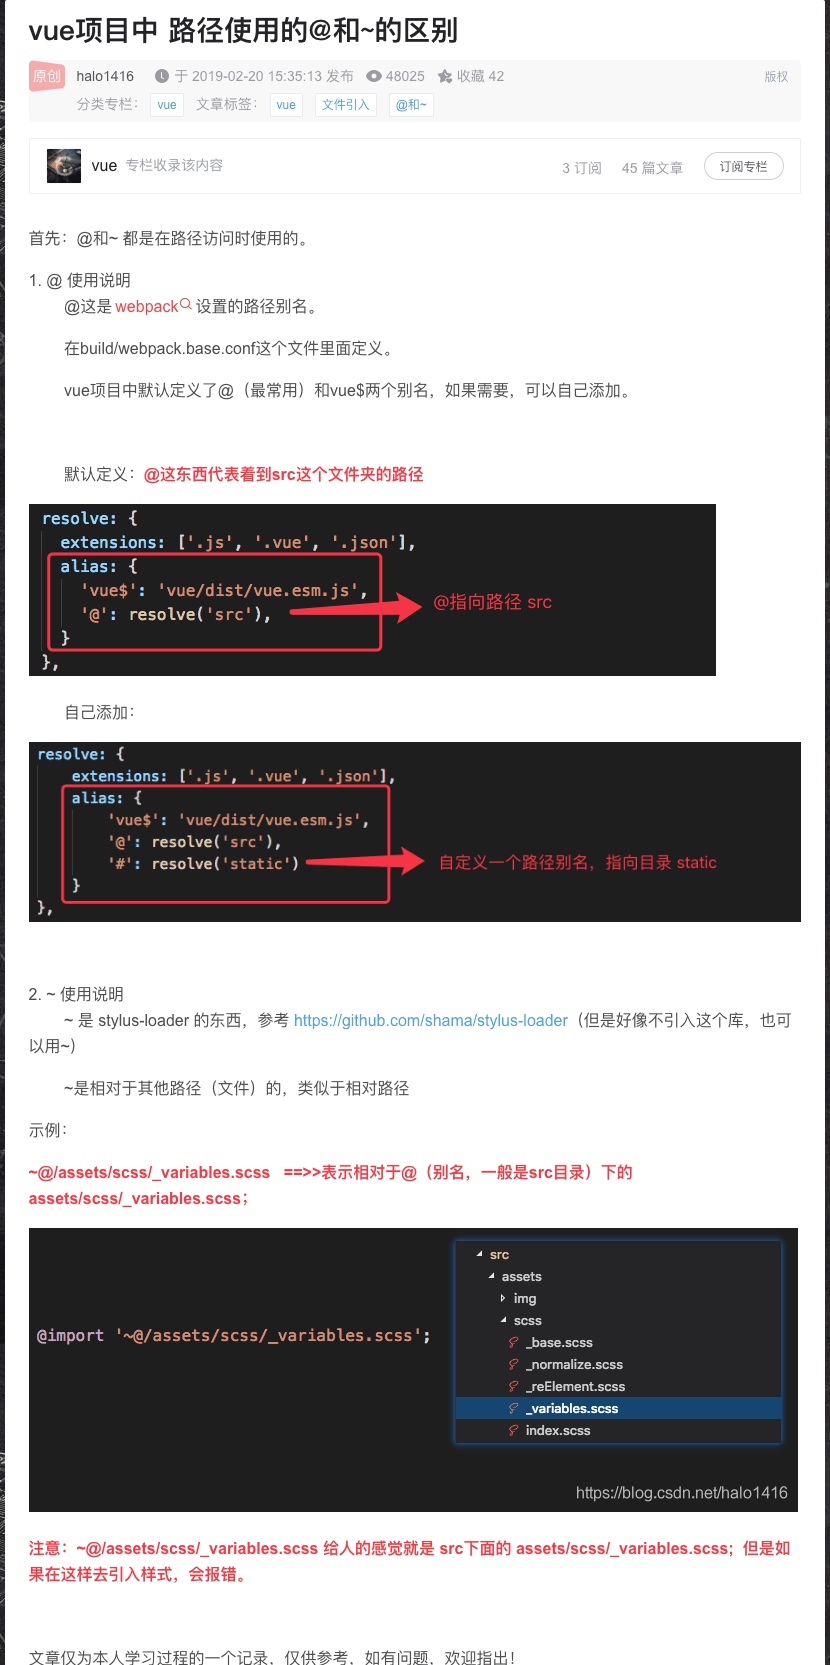 vue项目中 路径使用的@和~的区别
原创 halo1416 于 2019-02-20 15:35:13 发布 48025 收藏 42 版权
分类专栏： vue 文章标签： vue 文件引入 @和~
vue 专栏收录该内容 3 订阅 45 篇文章 订阅专栏
首先：@和~ 都是在路径访问时使用的。
1. @ 使用说明
@这是 webpack 设置的路径别名。
在build/webpack.base.conf这个文件里面定义。
vue项目中默认定义了@（最常用）和vue$两个别名，如果需要，可以自己添加。
默认定义：@这东西代表着到src这个文件夹的路径
resolve: {
extensions: ['.js', '.vue', '.json'],
alias: {
'vue$': 'vue/dist/vue.esm.js',
'@': resolve('src'),
}
},
@指向路径 src
自己添加：
resolve: {
extensions: ['.js', '.vue', '.json'],
alias: {
'vue$': 'vue/dist/vue.esm.js',
'@': resolve('src'),
'#': resolve('static')
}
},
自定义一个路径别名，指向目录 static
2. ~ 使用说明
~ 是 stylus-loader 的东西，参考 https://github.com/shama/stylus-loader（但是好像不引入这个库，也可
以用~）
~是相对于其他路径（文件）的，类似于相对路径
示例：
~@/assets/scss/_variables.scss ==>>表示相对于@（别名，一般是src目录）下的
assets/scss/_variables.scss；
@import '~@/assets/scss/_variables.scss';
src
assets
img
scss
_base.scss
_normalize.scss
_reElement.scss
_variables.scss
index.scss
https://blog.csdn.net/halo1416
注意：~@/assets/scss/_variables.scss 给人的感觉就是 src下面的 assets/scss/_variables.scss；但是如
果在这样去引入样式，会报错。
文章仅为本人学习过程的一个记录，仅供参考，如有问题，欢迎指出！